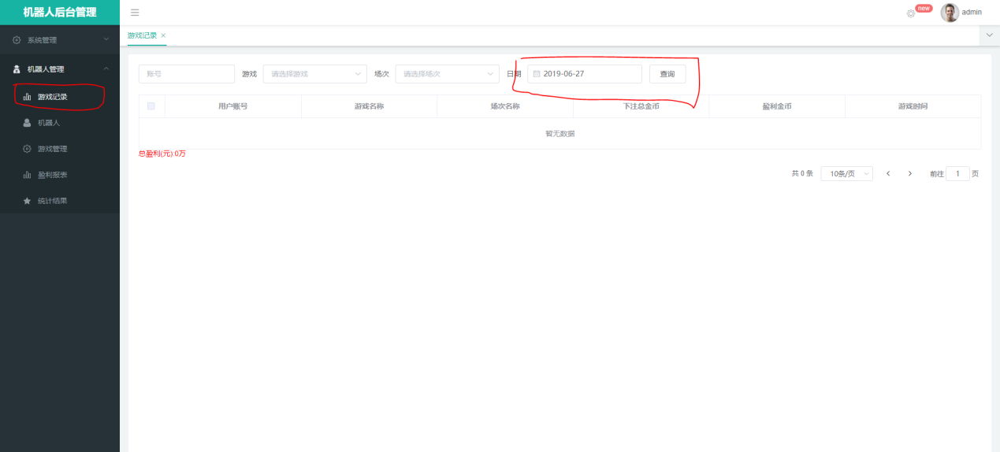 机器人后台管理
new
admin
系统管理
游戏记录
机器人管理
账号
游戏
请选择游戏
场次
请选择场次
日期
2019-06-27
查询
游戏记录
用户账号
游戏名称
场次名称
下注总金币
盈利金币
游戏时间
机器人
暂无数据
游戏管理
总盈利(元):0万
盈利报表
共 0 条
10条/页
前往
1
页
统计结果